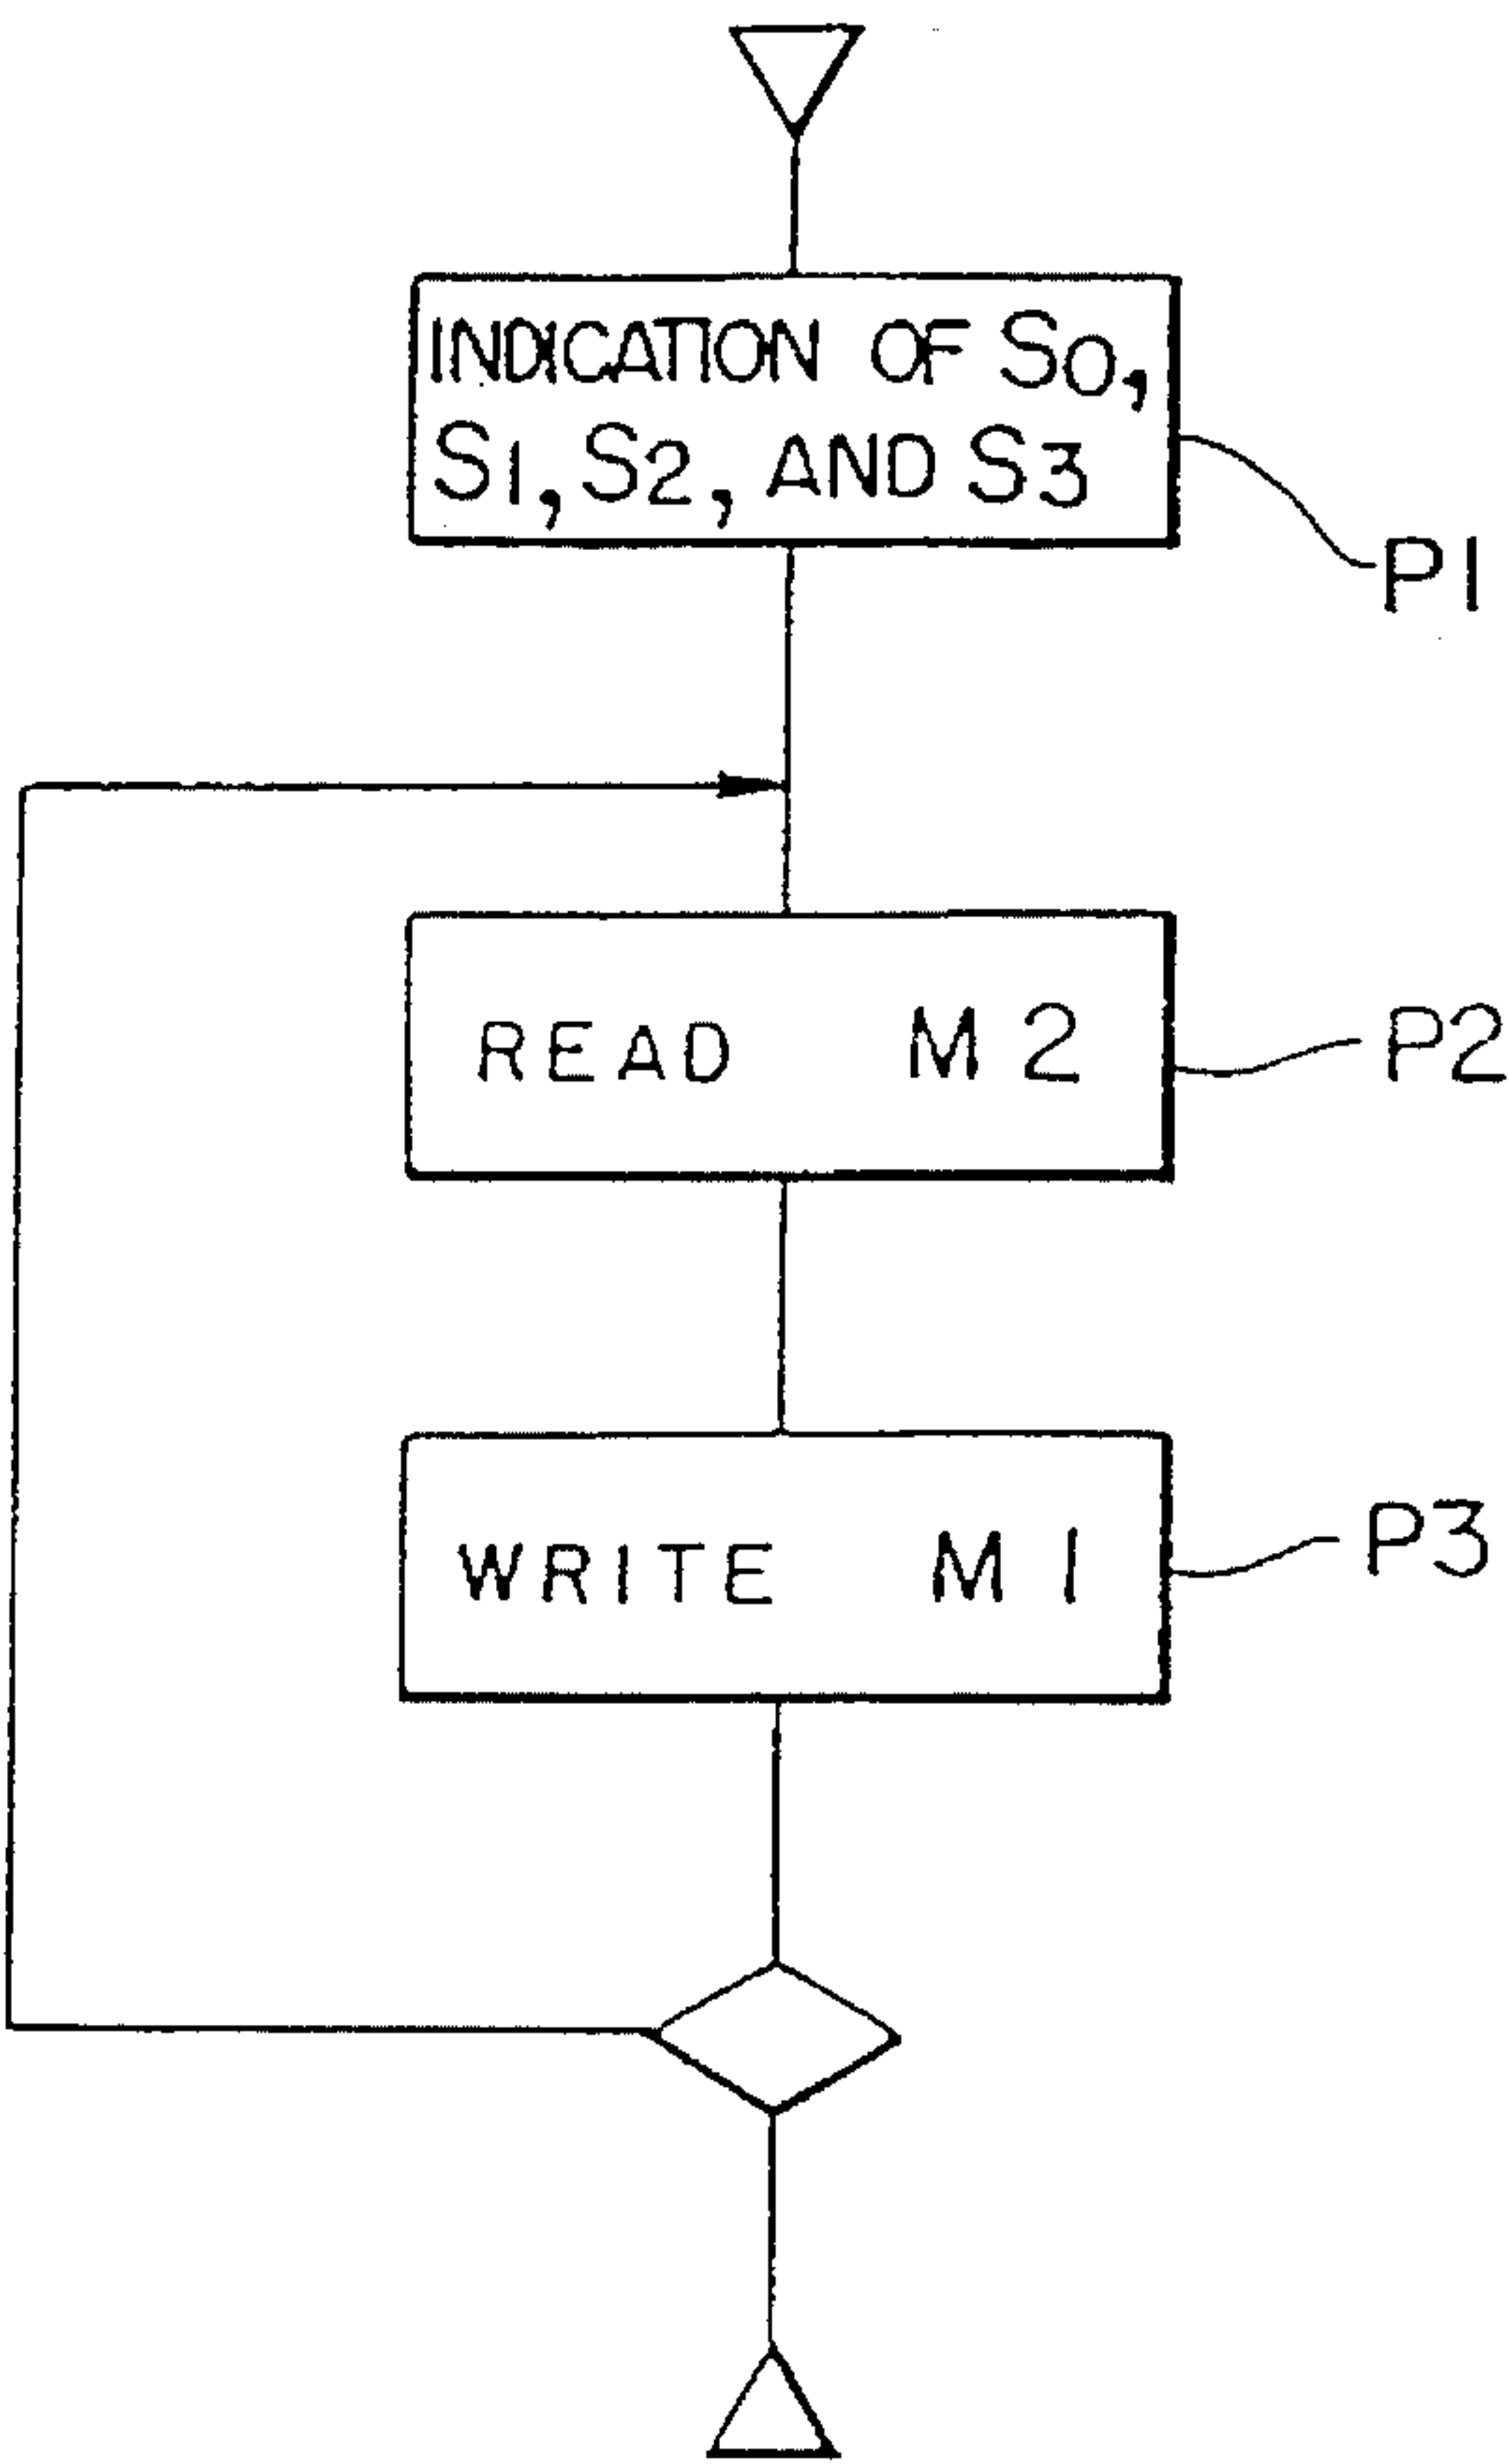 INDICATION OF S0,
S1, S2, AND S3
P1
READ M2
P2
WRITE M1
P3